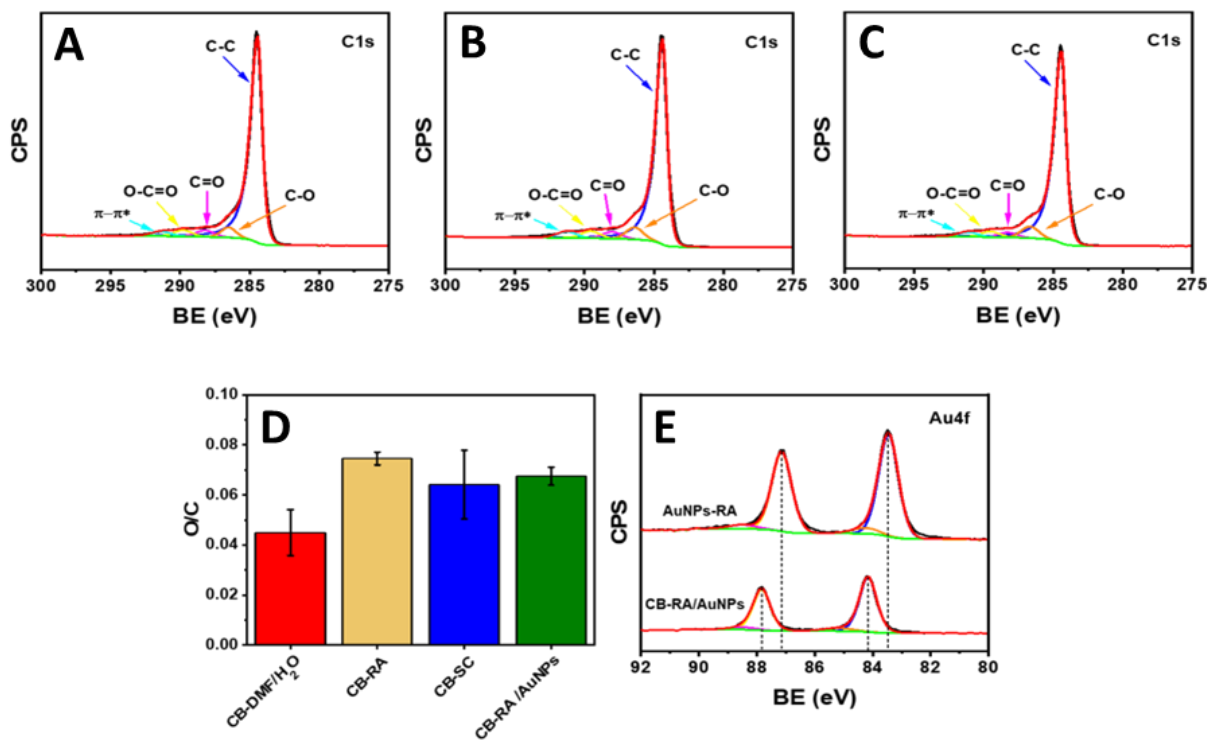 A
C1s
C-C
O-C=O
C=O
C-O
π–π*
CPS
300 295 290 285 280 275
BE (eV)
B
C1s
C-C
O-C=O
C=O
C-O
π–π*
CPS
300 295 290 285 280 275
BE (eV)
C
C1s
C-C
O-C=O
C=O
C-O
π–π*
CPS
300 295 290 285 280 275
BE (eV)
D
O/C
0.10
0.08
0.06
0.04
0.02
0.00
CB-DMF/H2O
CB-RA
CB-SC
CB-RA /AuNPs
E
Au4f
AuNPs-RA
CB-RA/AuNPs
CPS
92 90 88 86 84 82 80
BE (eV)